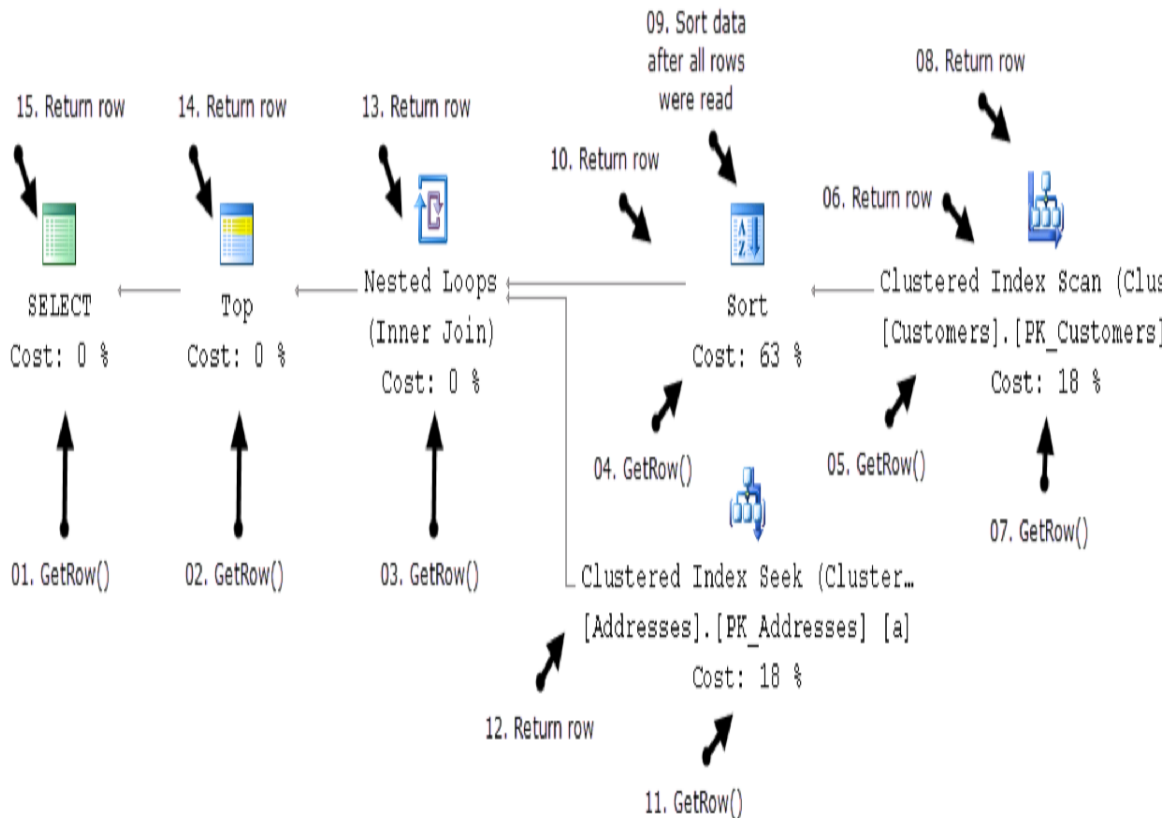 09. Sort data
after all rows
were read
08. Return row
15. Return row
14. Return row
13. Return row
10. Return row
06. Return row
SELECT
Cost: 0 %
Top
Cost: 0 %
Nested Loops
(Inner Join)
Cost: 0 %
Sort
Cost: 63 %
Clustered Index Scan (Clus
[Customers].[PK_Customers]
Cost: 18 %
04. GetRow()
05. GetRow()
07. GetRow()
01. GetRow()
02. GetRow()
03. GetRow()
Clustered Index Seek (Cluster…
[Addresses].[PK_Addresses] [a]
Cost: 18 %
12. Return row
11. GetRow()